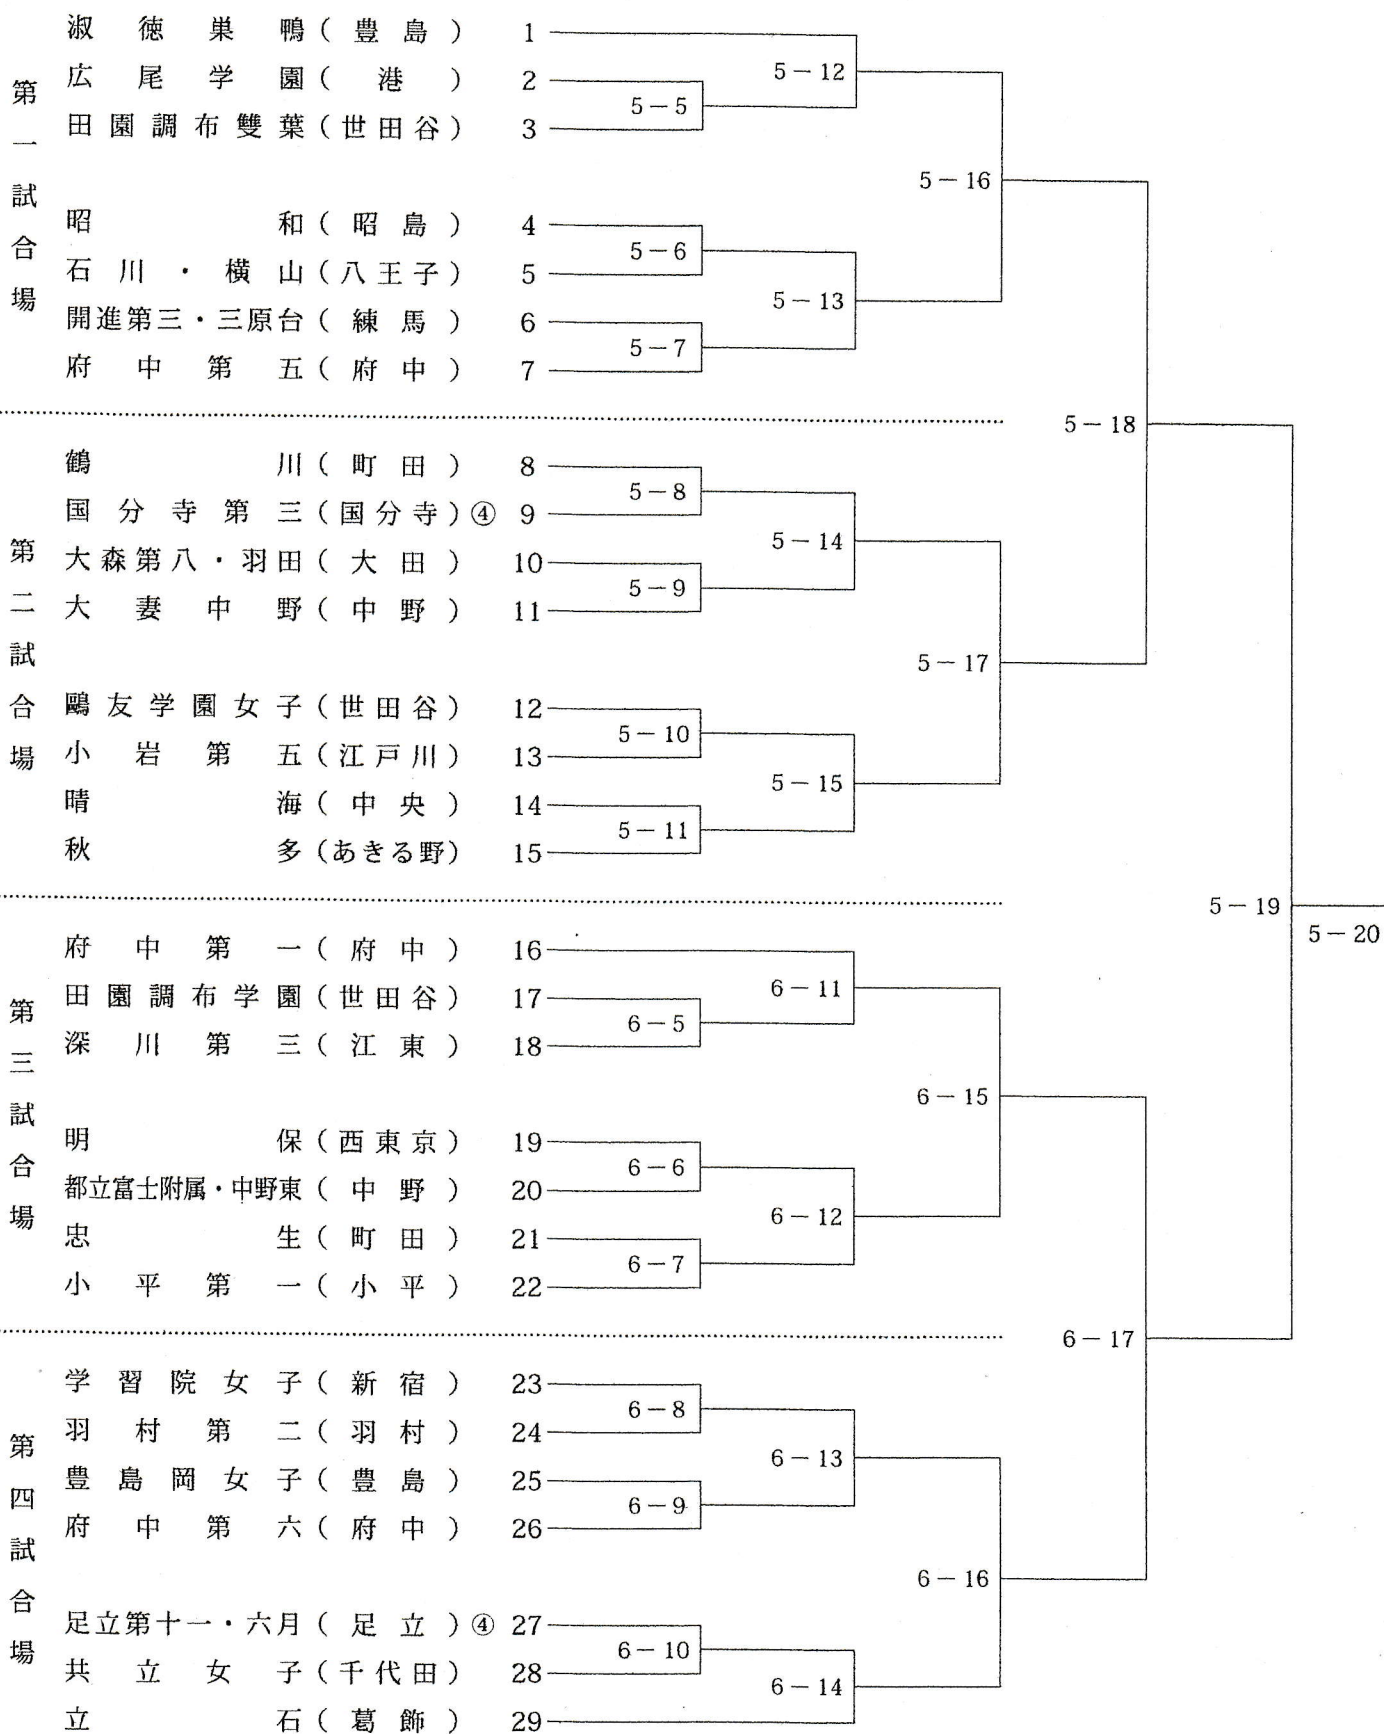 第一試合場
淑徳巣鴨(豊島) 1
広尾学園(港) 2
田園調布雙葉(世田谷) 3
昭和(昭島) 4
石川・横山(八王子) 5
開進第三・三原台(練馬) 6
府中第五(府中) 7
5-5
5-6
5-7
5-12
5-13
5-16
第二試合場
鶴川(町田) 8
国分寺第三(国分寺)④ 9
大森第八・羽田(大田) 10
大妻中野(中野) 11
鷗友学園女子(世田谷) 12
小岩第五(江戸川) 13
晴海(中央) 14
秋多(あきる野) 15
5-8
5-9
5-10
5-11
5-14
5-15
5-17
5-18
第三試合場
府中第一(府中) 16
田園調布学園(世田谷) 17
深川第三(江東) 18
明保(西東京) 19
都立富士附属・中野東(中野) 20
忠生(町田) 21
小平第一(小平) 22
6-5
6-6
6-7
6-11
6-12
6-15
第四試合場
学習院女子(新宿) 23
羽村第二(羽村) 24
豊島岡女子(豊島) 25
府中第六(府中) 26
足立第十一・六月(足立)④ 27
共立女子(千代田) 28
立石(葛飾) 29
6-8
6-9
6-10
6-13
6-14
6-16
6-17
5-19
5-20